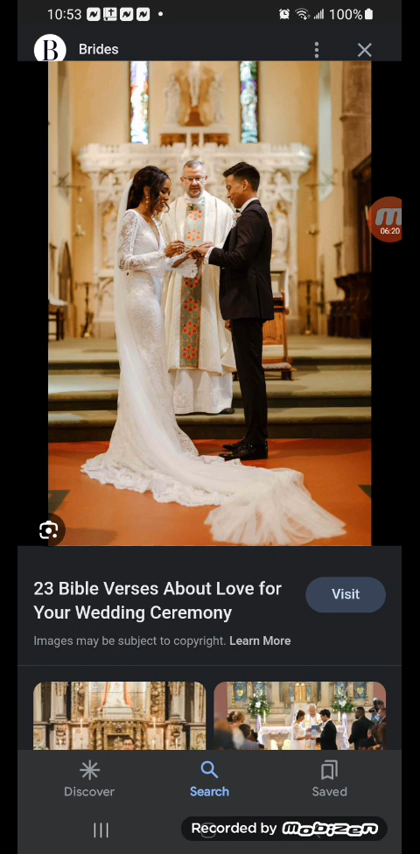 10:53
100%
B Brides
06:20
23 Bible Verses About Love for
Your Wedding Ceremony
Visit
Images may be subject to copyright. Learn More
Discover
Search
Saved
Recorded by mobizen